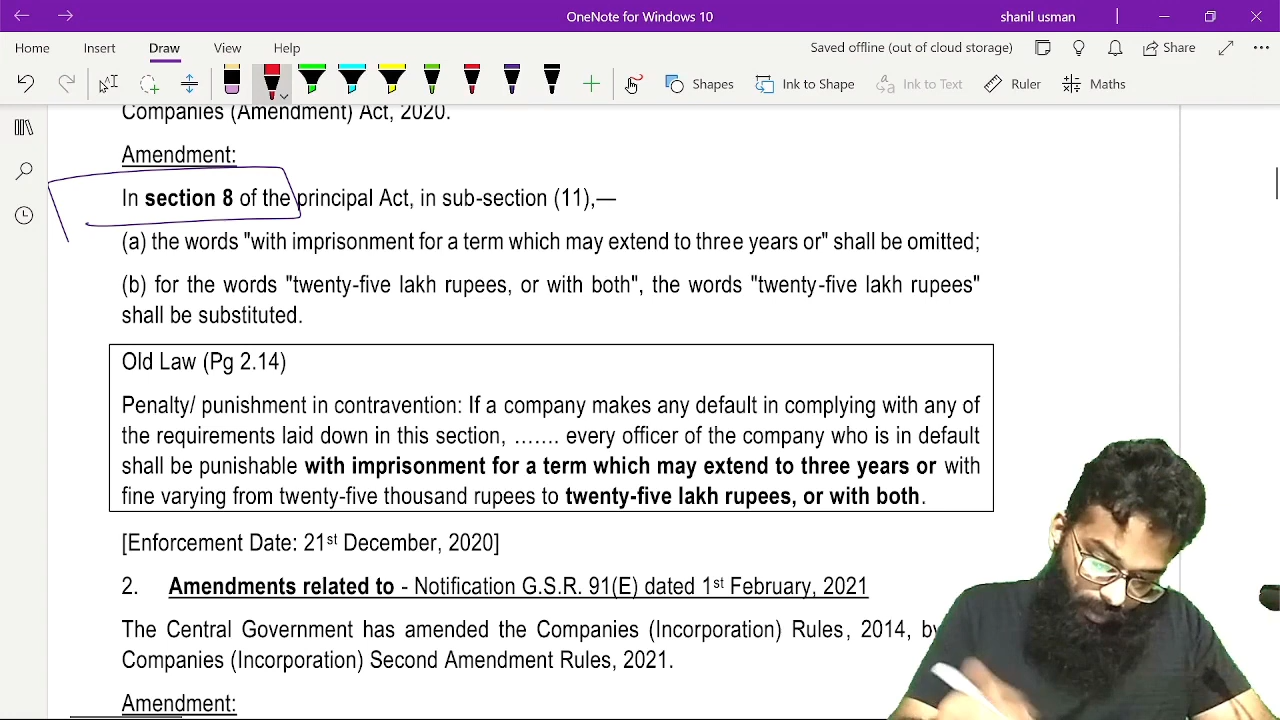 OneNote for Windows 10
shanil usman
Home Insert Draw View Help
Saved offline (out of cloud storage)
Share
Shapes
Ink to Shape
Ink to Text
Ruler
Maths
Companies (Amendment) Act, 2020.
Amendment:
In section 8 of the principal Act, in sub-section (11),—
(a) the words "with imprisonment for a term which may extend to three years or" shall be omitted;
(b) for the words "twenty-five lakh rupees, or with both", the words "twenty-five lakh rupees"
shall be substituted.
Old Law (Pg 2.14)
Penalty/ punishment in contravention: If a company makes any default in complying with any of
the requirements laid down in this section, ……. every officer of the company who is in default
shall be punishable with imprisonment for a term which may extend to three years or with
fine varying from twenty-five thousand rupees to twenty-five lakh rupees, or with both.
[Enforcement Date: 21st December, 2020]
2. Amendments related to - Notification G.S.R. 91(E) dated 1st February, 2021
The Central Government has amended the Companies (Incorporation) Rules, 2014, by
Companies (Incorporation) Second Amendment Rules, 2021.
Amendment: